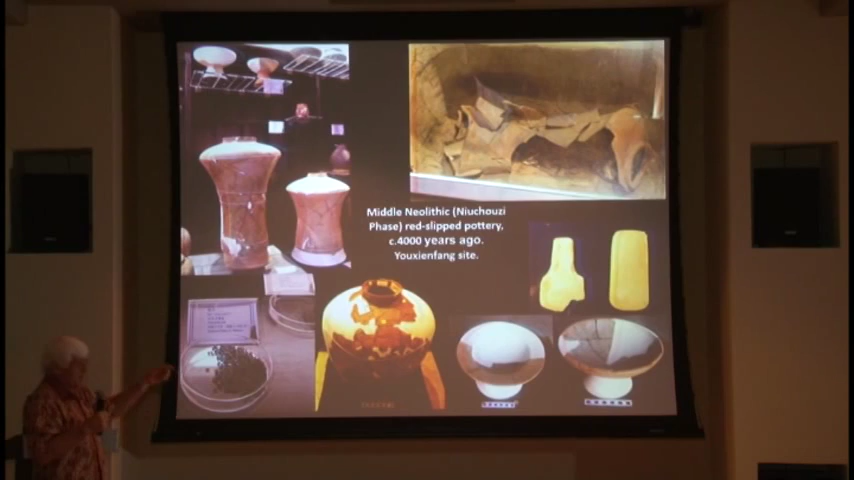 Middle Neolithic (Niuchouzi
Phase) red-slipped pottery,
c.4000 years ago.
Youxienfang site.